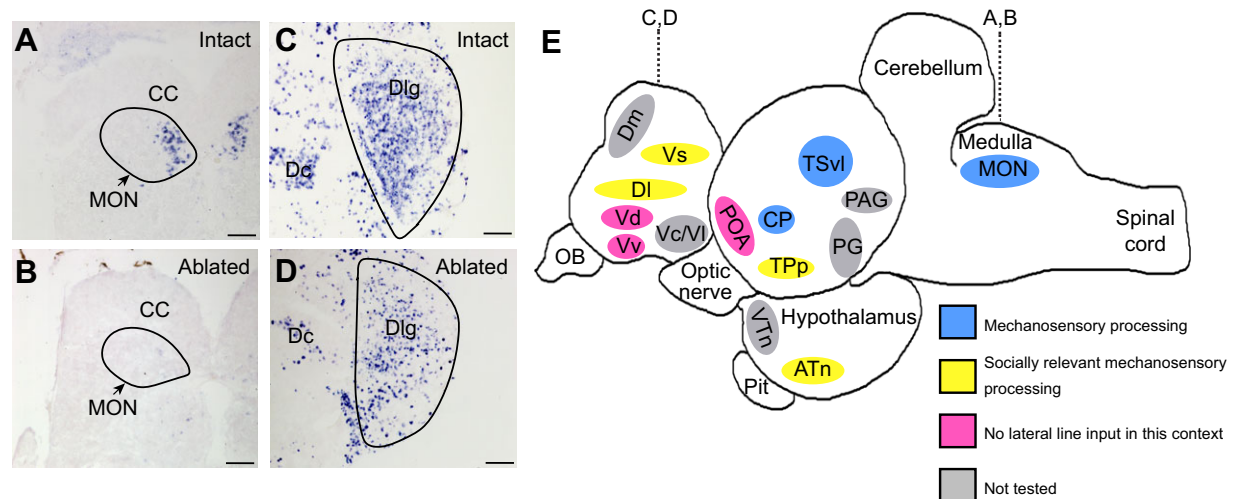 A
Intact
CC
MON
B
Ablated
CC
MON
C
Intact
Dlg
Dc
D
Ablated
Dlg
Dc
E
C,D
A,B
Cerebellum
Medulla
MON
Spinal
cord
Dm
Vs
Dl
Vd
Vv
Vc/Vl
OB
Optic
nerve
TSvl
PAG
POA
CP
PG
TPp
VTn
Hypothalamus
ATn
Pit
Mechanosensory processing
Socially relevant mechanosensory
processing
No lateral line input in this context
Not tested